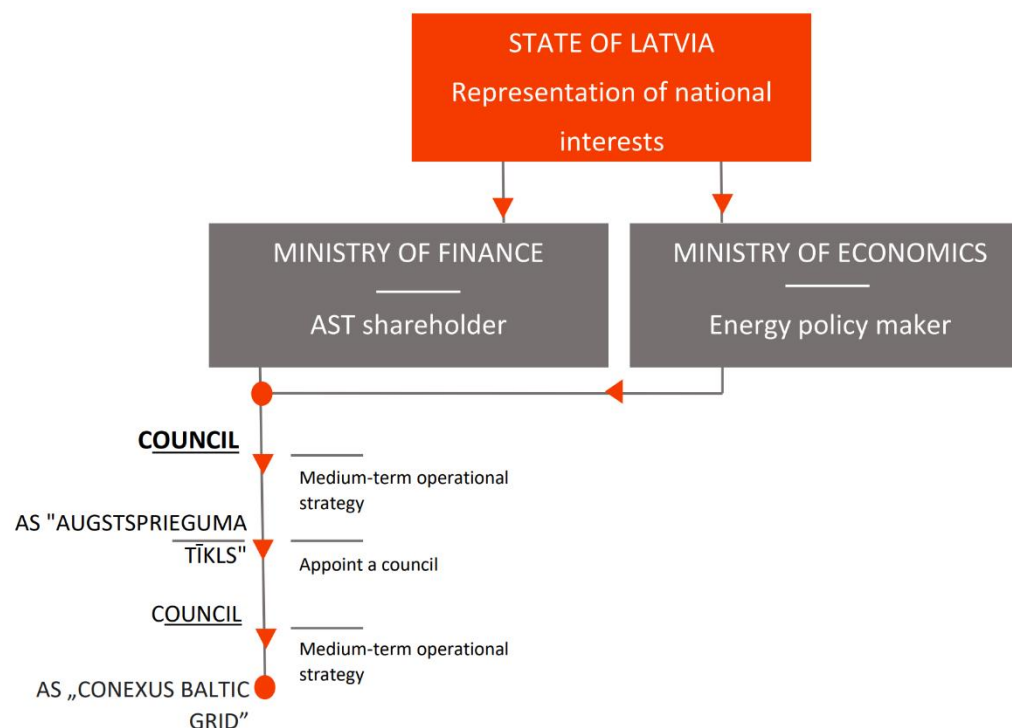 STATE OF LATVIA
Representation of national
interests
MINISTRY OF FINANCE
AST shareholder
MINISTRY OF ECONOMICS
Energy policy maker
COUNCIL
Medium-term operational
strategy
AS "AUGSTSPRIEGUMA
TĪKLS"
Appoint a council
COUNCIL
Medium-term operational
strategy
AS „CONEXUS BALTIC
GRID”